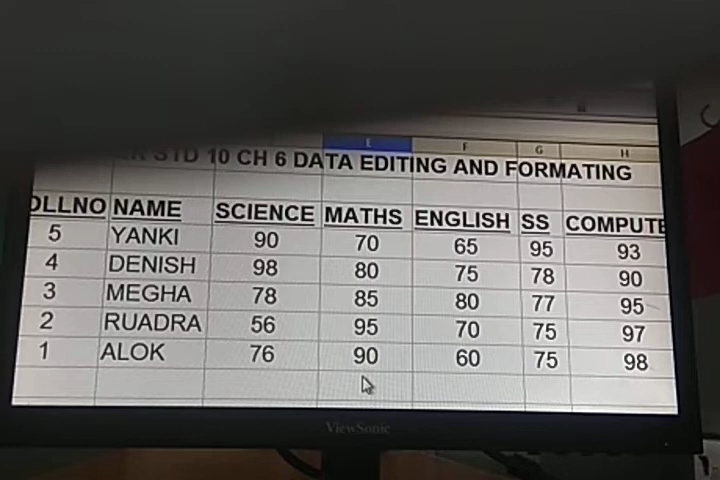 E F G H
STD 10 CH 6 DATA EDITING AND FORMATING
OLLNO NAME SCIENCE MATHS ENGLISH SS COMPUTE
5 YANKI 90 70 65 95 93
4 DENISH 98 80 75 78 90
3 MEGHA 78 85 80 77 95
2 RUADRA 56 95 70 75 97
1 ALOK 76 90 60 75 98
ViewSonic